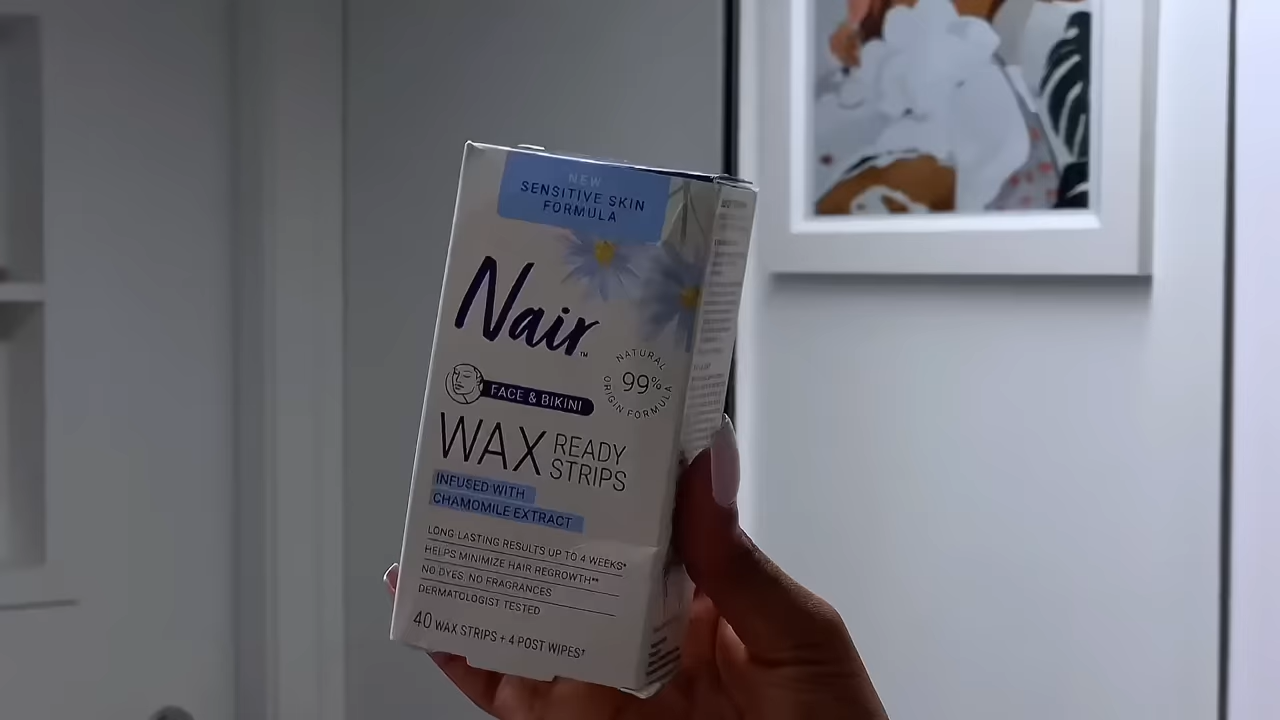 NEW
SENSITIVE SKIN
FORMULA
Nair™
NATURAL
99%
ORIGIN FORMULA
FACE & BIKINI
WAX READY
STRIPS
INFUSED WITH
CHAMOMILE EXTRACT
LONG LASTING RESULTS UP TO 4 WEEKS*
HELPS MINIMIZE HAIR REGROWTH**
NO DYES, NO FRAGRANCES
DERMATOLOGIST TESTED
40 WAX STRIPS + 4 POST WIPES†